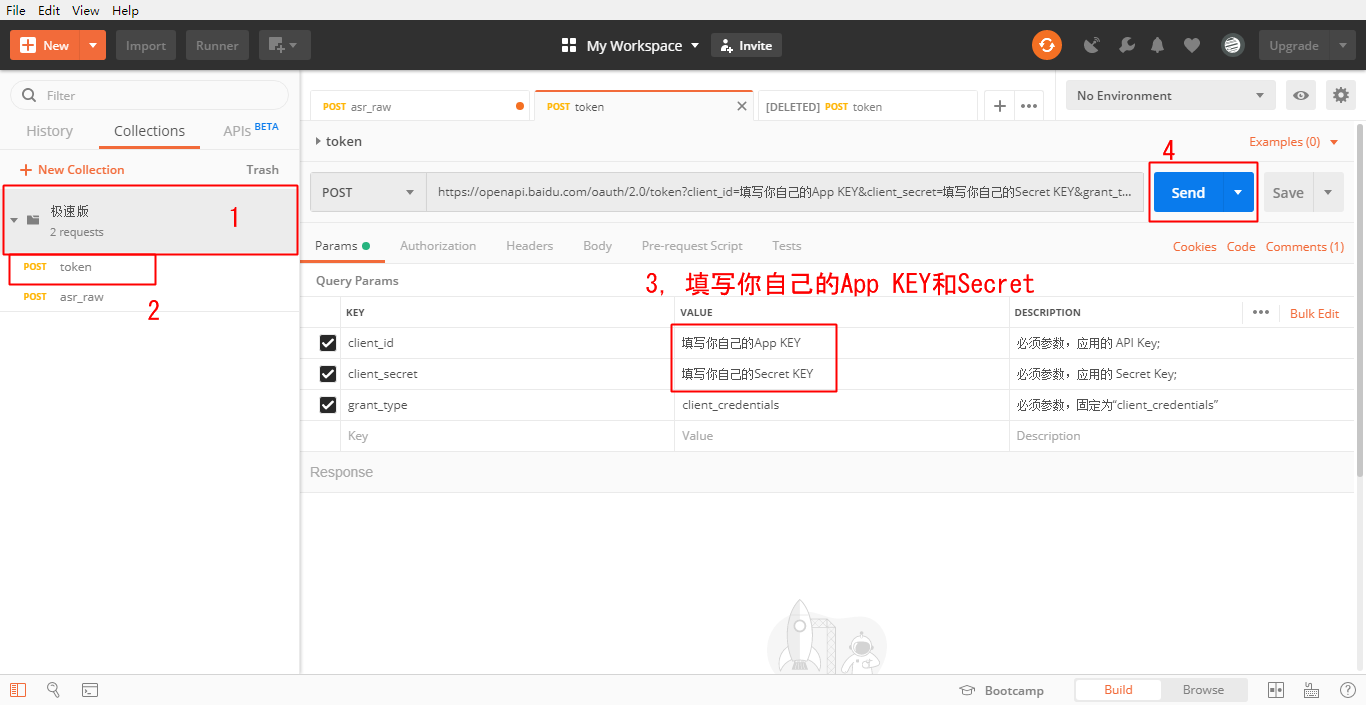 File Edit View Help
New Import Runner My Workspace Invite Upgrade
Filter
History Collections APIs BETA
New Collection Trash
极速版
2 requests
1
POST token
POST asr_raw
2
POST asr_raw POST token [DELETED] POST token
No Environment
token
Examples (0)
4
POST https://openapi.baidu.com/oauth/2.0/token?client_id=填写你自己的App KEY&client_secret=填写你自己的Secret KEY&grant_t... Send Save
Params Authorization Headers Body Pre-request Script Tests Cookies Code Comments (1)
Query Params
3, 填写你自己的App KEY和Secret
KEY VALUE DESCRIPTION Bulk Edit
client_id 填写你自己的App KEY 必须参数，应用的 API Key;
client_secret 填写你自己的Secret KEY 必须参数，应用的 Secret Key;
grant_type client_credentials 必须参数，固定为“client_credentials”
Key Value Description
Response
Bootcamp Build Browse